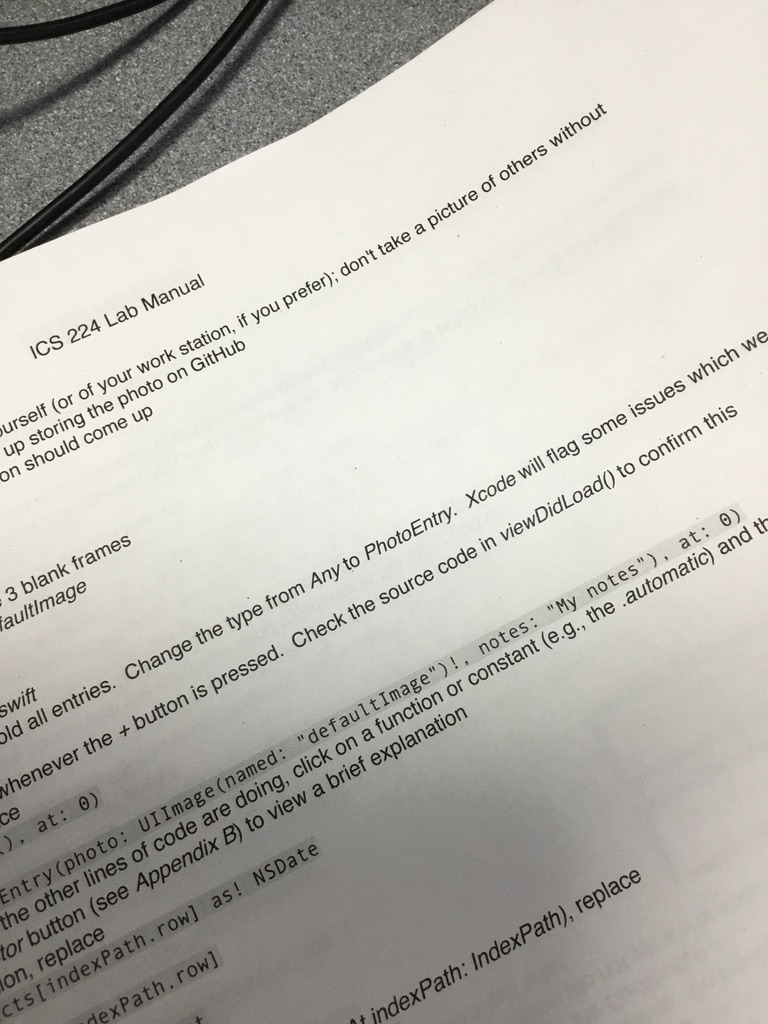 ICS 224 Lab Manual
ourself (or of your work station, if you prefer); don't take a picture of others without
up storing the photo on GitHub
on should come up
3 blank frames
faultImage
swift
old all entries. Change the type from Any to PhotoEntry. Xcode will flag some issues which we
whenever the + button is pressed. Check the source code in viewDidLoad() to confirm this
ce
(), at: 0)
Entry(photo: UIImage(named: "defaultImage")!, notes: "My notes"), at: 0)
the other lines of code are doing, click on a function or constant (e.g., the .automatic) and th
tor button (see Appendix B) to view a brief explanation
ion, replace
cts[indexPath.row] as! NSDate
dexPath.row]
At indexPath: IndexPath), replace